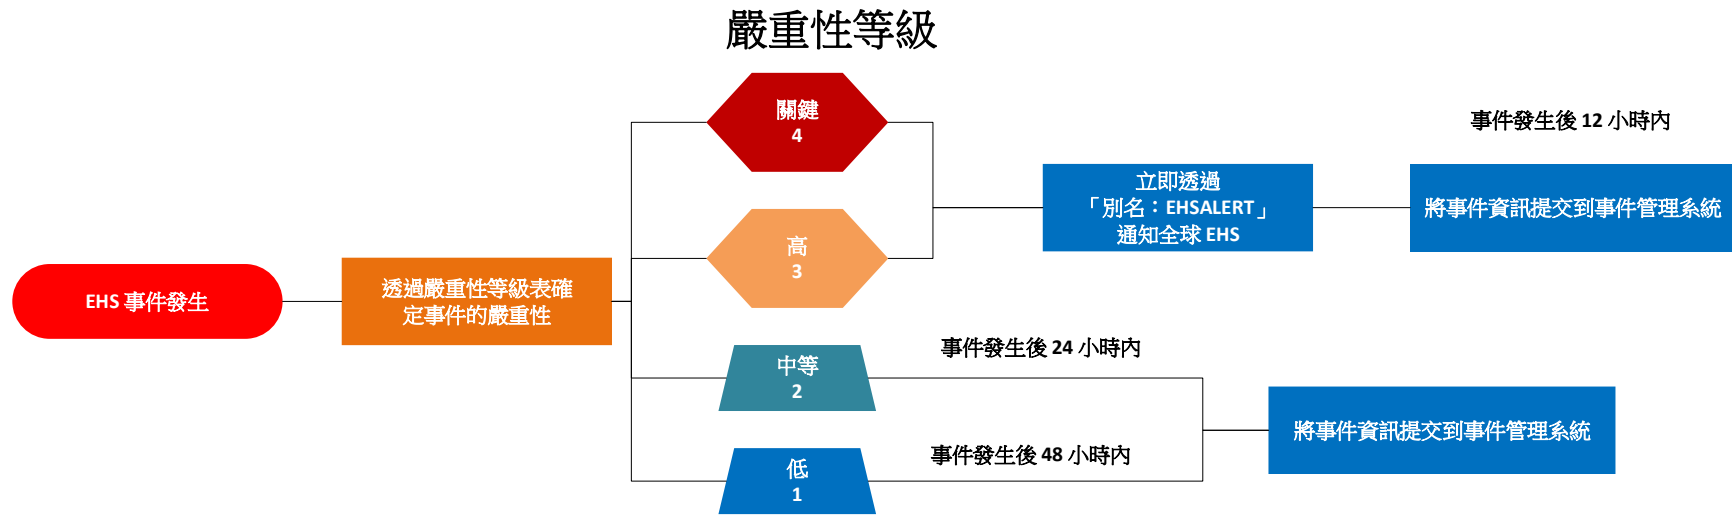 嚴重性等級
關鍵
4
事件發生後 12 小時內
立即透過
「別名：EHSALERT」
通知全球 EHS
將事件資訊提交到事件管理系統
高
3
EHS 事件發生
透過嚴重性等級表確
定事件的嚴重性
中等
2
事件發生後 24 小時內
將事件資訊提交到事件管理系統
低
1
事件發生後 48 小時內